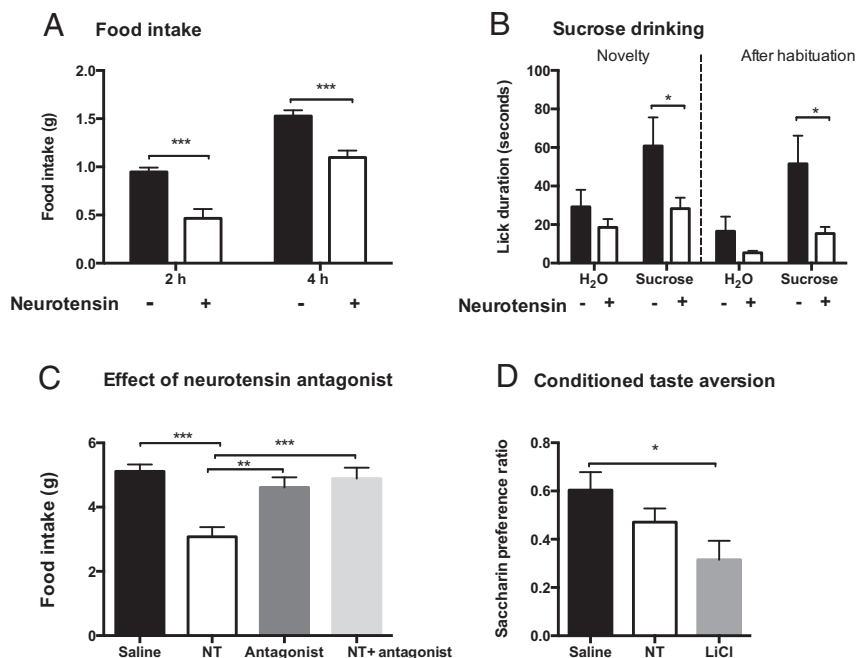 A Food intake
Food intake (g)
2.0
1.5
1.0
0.5
0.0
***
***
2 h 4 h
Neurotensin - + - +
B Sucrose drinking
Novelty After habituation
Lick duration (seconds)
100
80
60
40
20
0
*
*
H₂O Sucrose H₂O Sucrose
Neurotensin - + - + - + - +
C Effect of neurotensin antagonist
Food intake (g)
6
4
2
0
***
***
**
Saline NT Antagonist NT+ antagonist
D Conditioned taste aversion
Saccharin preference ratio
0.8
0.6
0.4
0.2
0.0
*
Saline NT LiCl